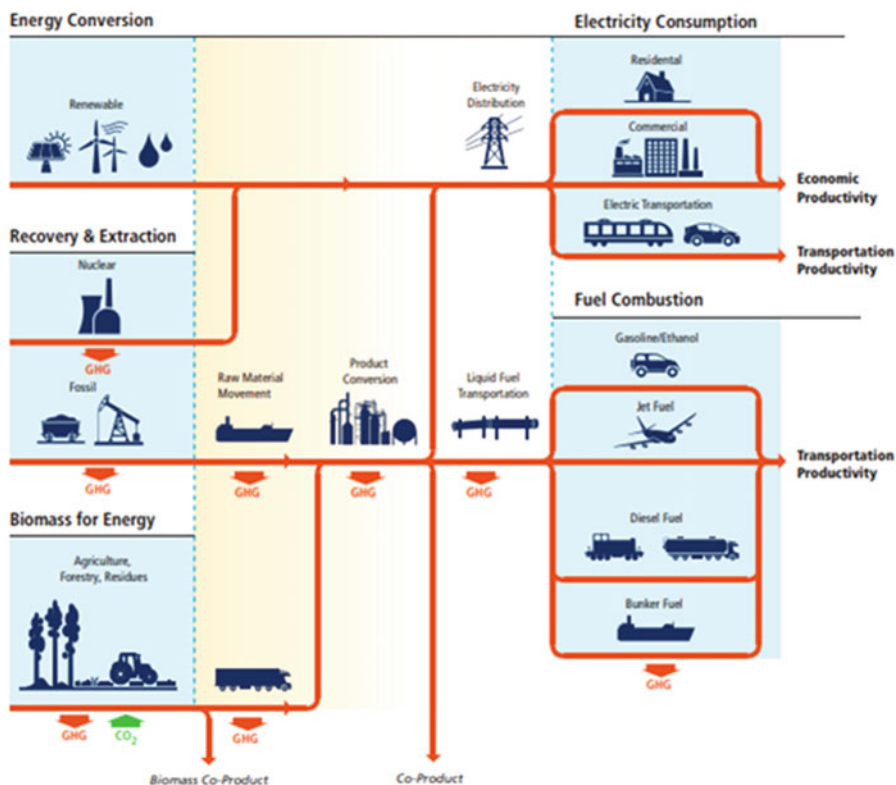 Energy Conversion
Electricity Consumption
Renewable
Electricity
Distribution
Residental
Commercial
Economic
Productivity
Electric Transportation
Transportation
Productivity
Recovery & Extraction
Nuclear
GHG
Fuel Combustion
Gasoline/Ethanol
Fossil
Raw Material
Movement
Product
Conversion
Liquid Fuel
Transportation
Jet Fuel
Transportation
Productivity
GHG
GHG
GHG
GHG
Biomass for Energy
Agriculture,
Forestry, Residues
Diesel Fuel
Bunker Fuel
GHG
GHG
CO2
GHG
Biomass Co-Product
Co-Product